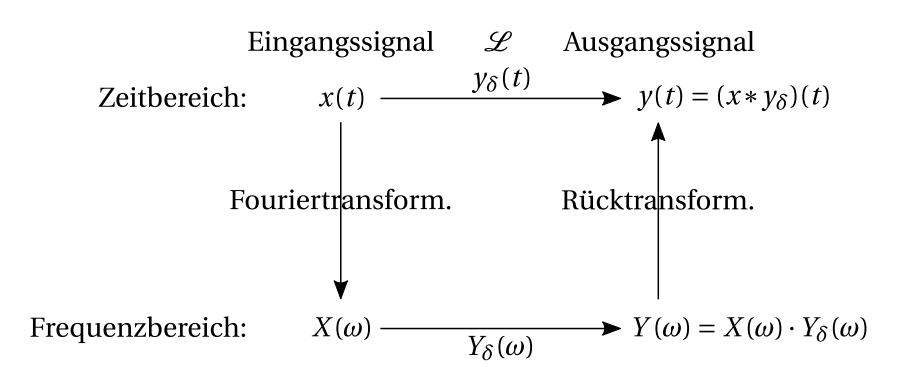 Eingangssignal ℒ Ausgangssignal
y_δ(t)
Zeitbereich: x(t) y(t) = (x∗y_δ)(t)
Fouriertransform. Rücktransform.
Frequenzbereich: X(ω) Y(ω) = X(ω) · Y_δ(ω)
Y_δ(ω)